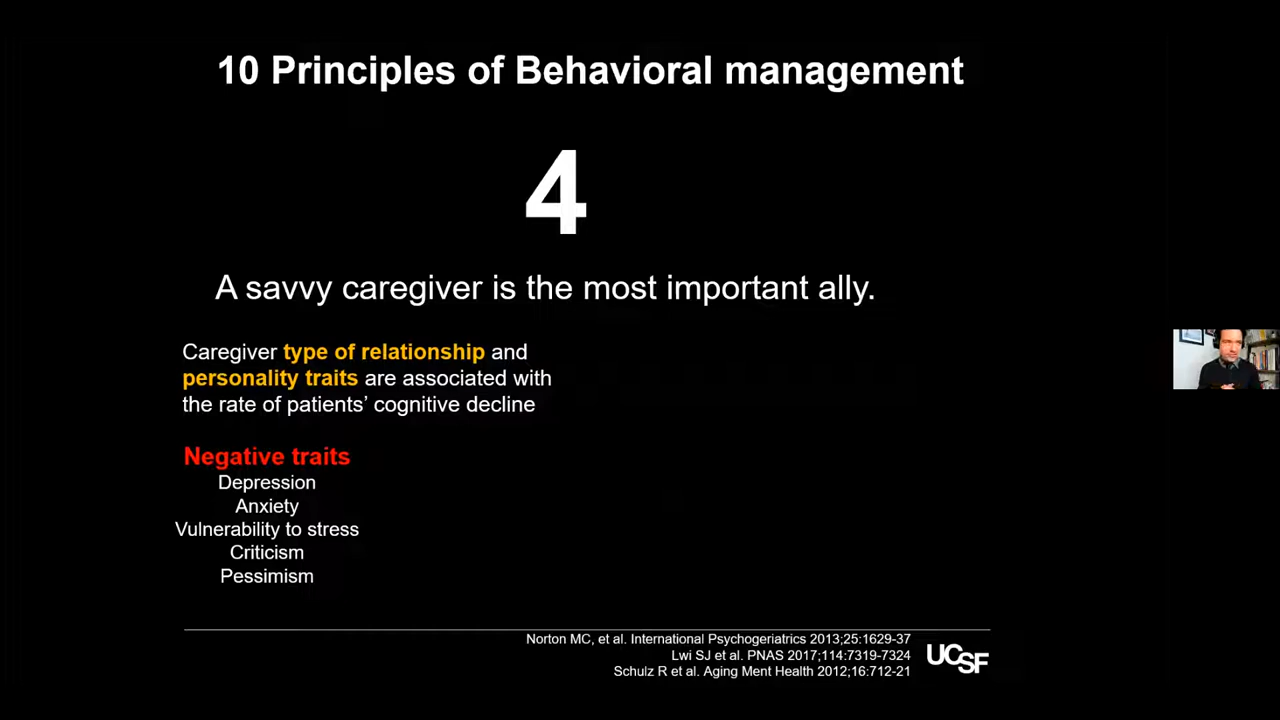 10 Principles of Behavioral management
4
A savvy caregiver is the most important ally.
Caregiver type of relationship and
personality traits are associated with
the rate of patients’ cognitive decline
Negative traits
Depression
Anxiety
Vulnerability to stress
Criticism
Pessimism
Norton MC, et al. International Psychogeriatrics 2013;25:1629-37
Lwi SJ et al. PNAS 2017;114:7319-7324
Schulz R et al. Aging Ment Health 2012;16:712-21
UCSF